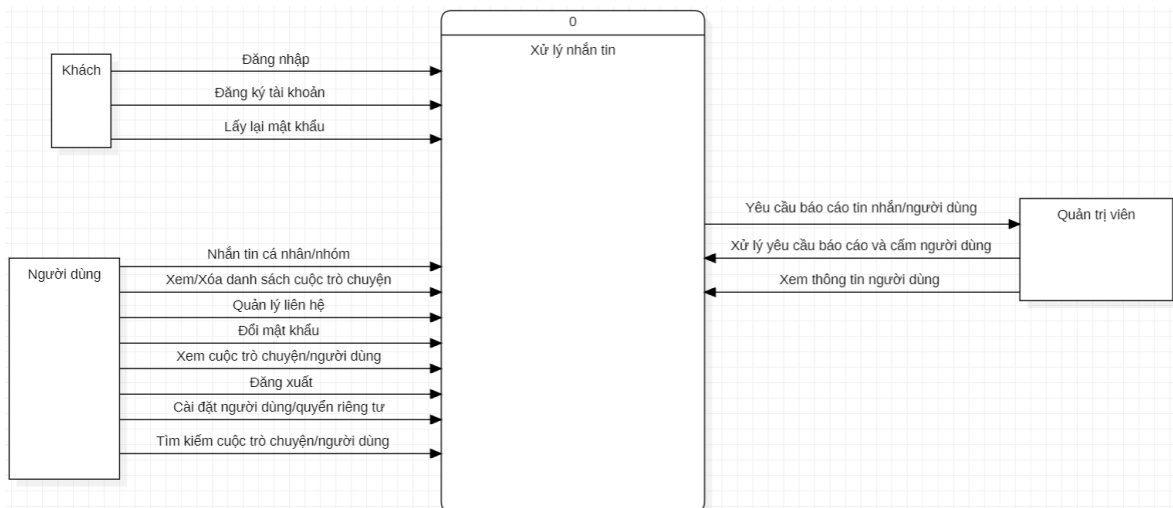 0
Xử lý nhắn tin
Khách
Đăng nhập
Đăng ký tài khoản
Lấy lại mật khẩu
Người dùng
Nhắn tin cá nhân/nhóm
Xem/Xóa danh sách cuộc trò chuyện
Quản lý liên hệ
Đổi mật khẩu
Xem cuộc trò chuyện/người dùng
Đăng xuất
Cài đặt người dùng/quyển riêng tư
Tìm kiếm cuộc trò chuyện/người dùng
Yêu cầu báo cáo tin nhắn/người dùng
Xử lý yêu cầu báo cáo và cấm người dùng
Xem thông tin người dùng
Quản trị viên